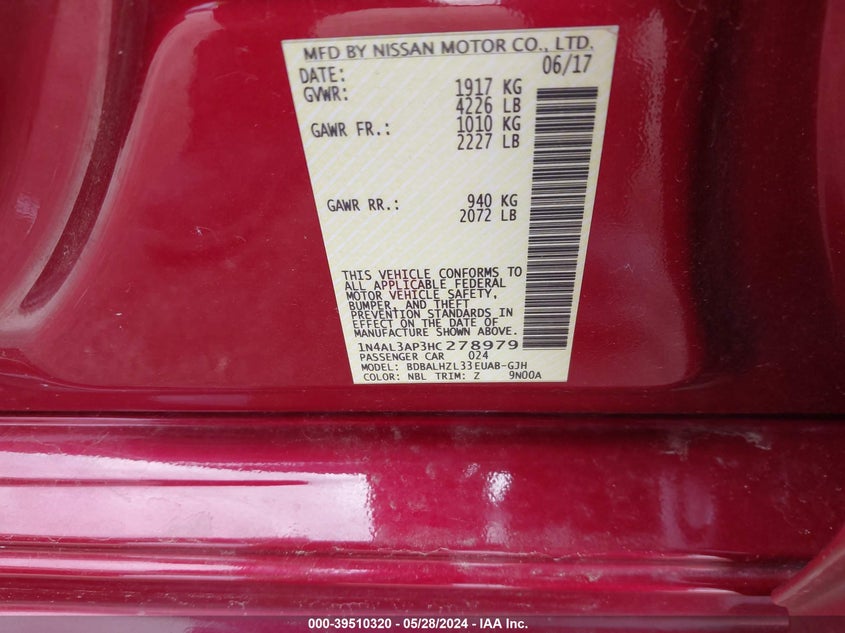 MFD BY NISSAN MOTOR CO., LTD.
DATE: 06/17
GVWR: 1917 KG
4226 LB
GAWR FR.: 1010 KG
2227 LB
GAWR RR.: 940 KG
2072 LB
THIS VEHICLE CONFORMS TO
ALL APPLICABLE FEDERAL
MOTOR VEHICLE SAFETY,
BUMPER, AND THEFT
PREVENTION STANDARDS IN
EFFECT ON THE DATE OF
MANUFACTURE SHOWN ABOVE.
1N4AL3AP3HC278979
PASSENGER CAR 024
MODEL: BDBALHZL33EUAB-GJH
COLOR: NBL TRIM: Z 9N00A
000-39510320 / 05/28/2024 - IAA Inc.